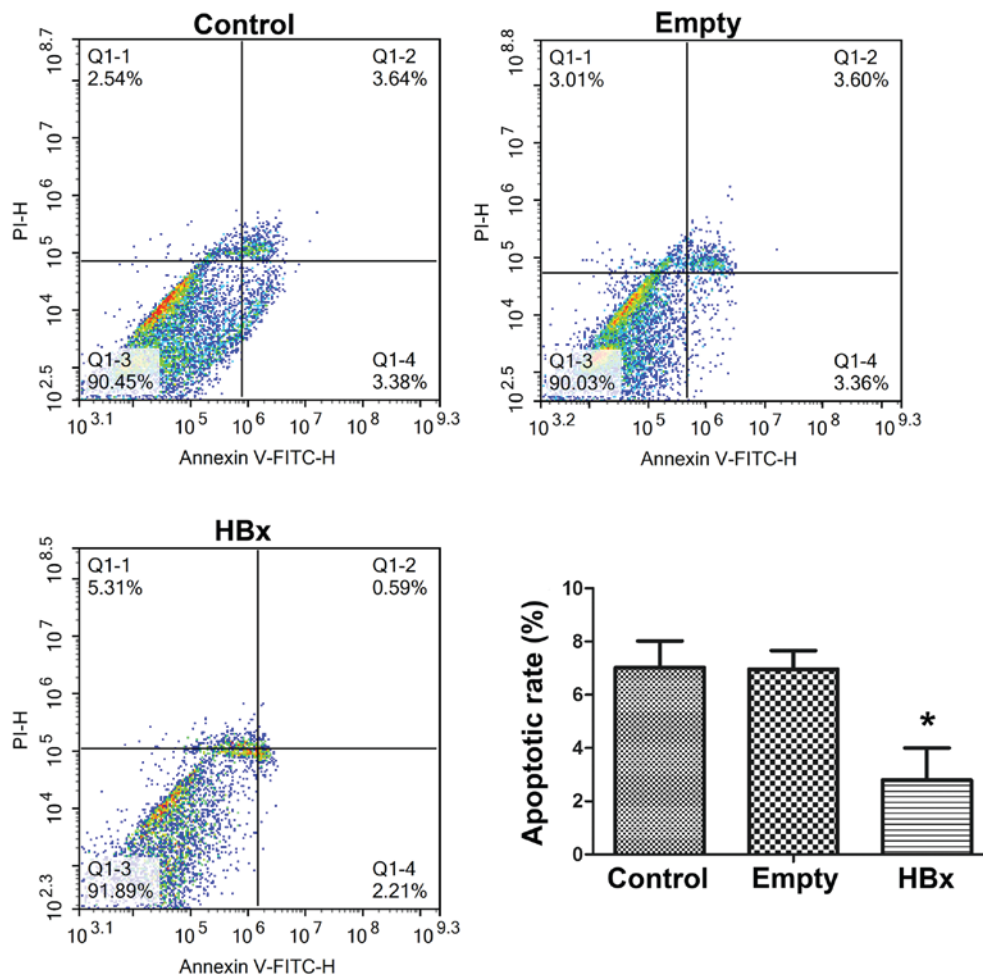 Control
Q1-1
2.54%
Q1-2
3.64%
Q1-3
90.45%
Q1-4
3.38%
PI-H
10^8.7
10^7
10^6
10^5
10^4
10^2.5
10^3.1 10^5 10^6 10^7 10^8 10^9.3
Annexin V-FITC-H
Empty
Q1-1
3.01%
Q1-2
3.60%
Q1-3
90.03%
Q1-4
3.36%
PI-H
10^8.8
10^7
10^6
10^5
10^4
10^2.5
10^3.2 10^5 10^6 10^7 10^8 10^9.3
Annexin V-FITC-H
HBx
Q1-1
5.31%
Q1-2
0.59%
Q1-3
91.89%
Q1-4
2.21%
PI-H
10^8.5
10^7
10^6
10^5
10^4
10^2.3
10^3.1 10^5 10^6 10^7 10^8 10^9.3
Annexin V-FITC-H
Apoptotic rate (%)
10
8
6
4
2
0
*
Control Empty HBx